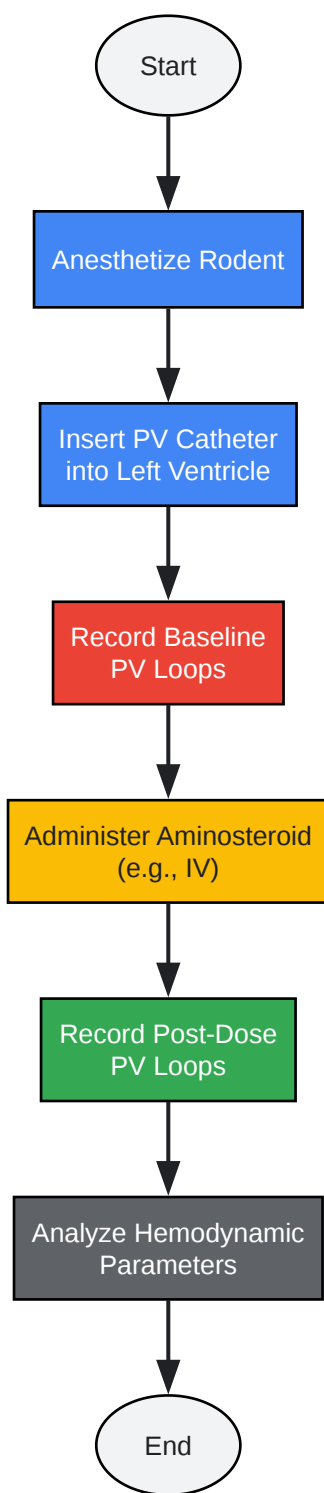 Start
Anesthetize Rodent
Insert PV Catheter
into Left Ventricle
Record Baseline
PV Loops
Administer Aminosteroid
(e.g., IV)
Record Post-Dose
PV Loops
Analyze Hemodynamic
Parameters
End